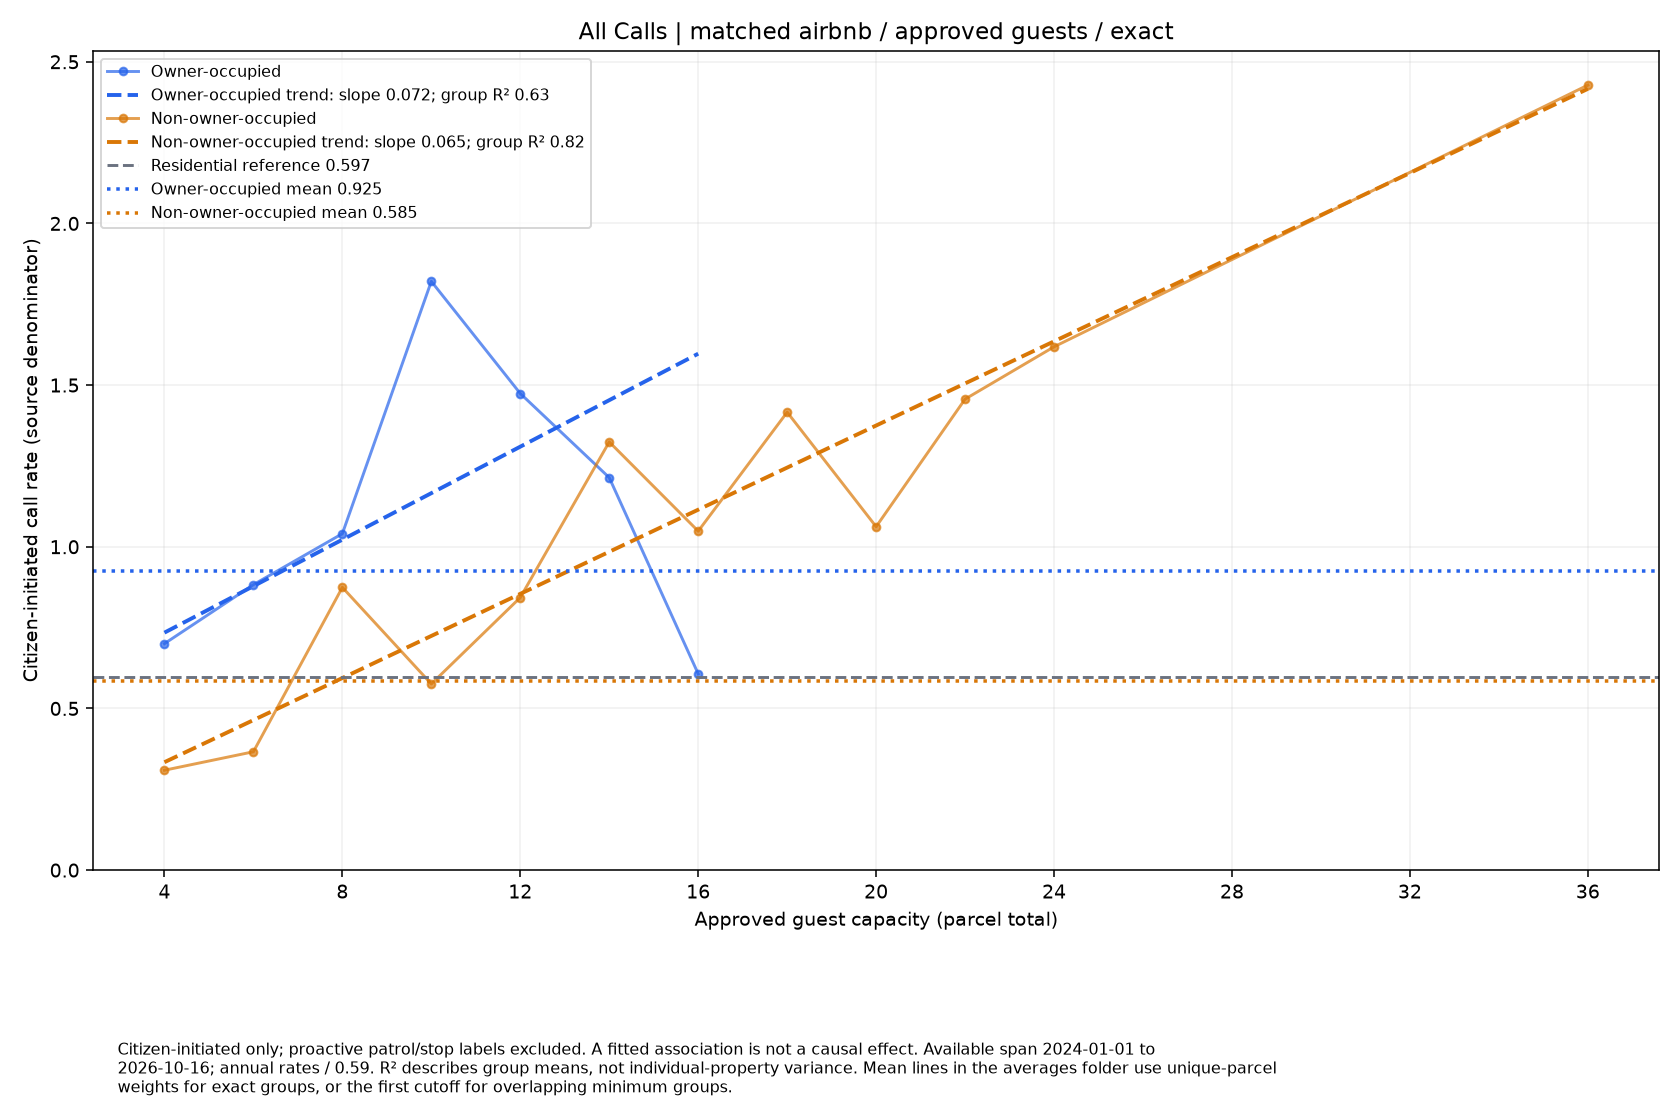 All Calls | matched airbnb / approved guests / exact
Owner-occupied
Owner-occupied trend: slope 0.072; group R² 0.63
Non-owner-occupied
Non-owner-occupied trend: slope 0.065; group R² 0.82
Residential reference 0.597
Owner-occupied mean 0.925
Non-owner-occupied mean 0.585
Citizen-initiated call rate (source denominator)
2.5
2.0
1.5
1.0
0.5
0.0
4 8 12 16 20 24 28 32 36
Approved guest capacity (parcel total)
Citizen-initiated only; proactive patrol/stop labels excluded. A fitted association is not a causal effect. Available span 2024-01-01 to
2026-10-16; annual rates / 0.59. R² describes group means, not individual-property variance. Mean lines in the averages folder use unique-parcel
weights for exact groups, or the first cutoff for overlapping minimum groups.